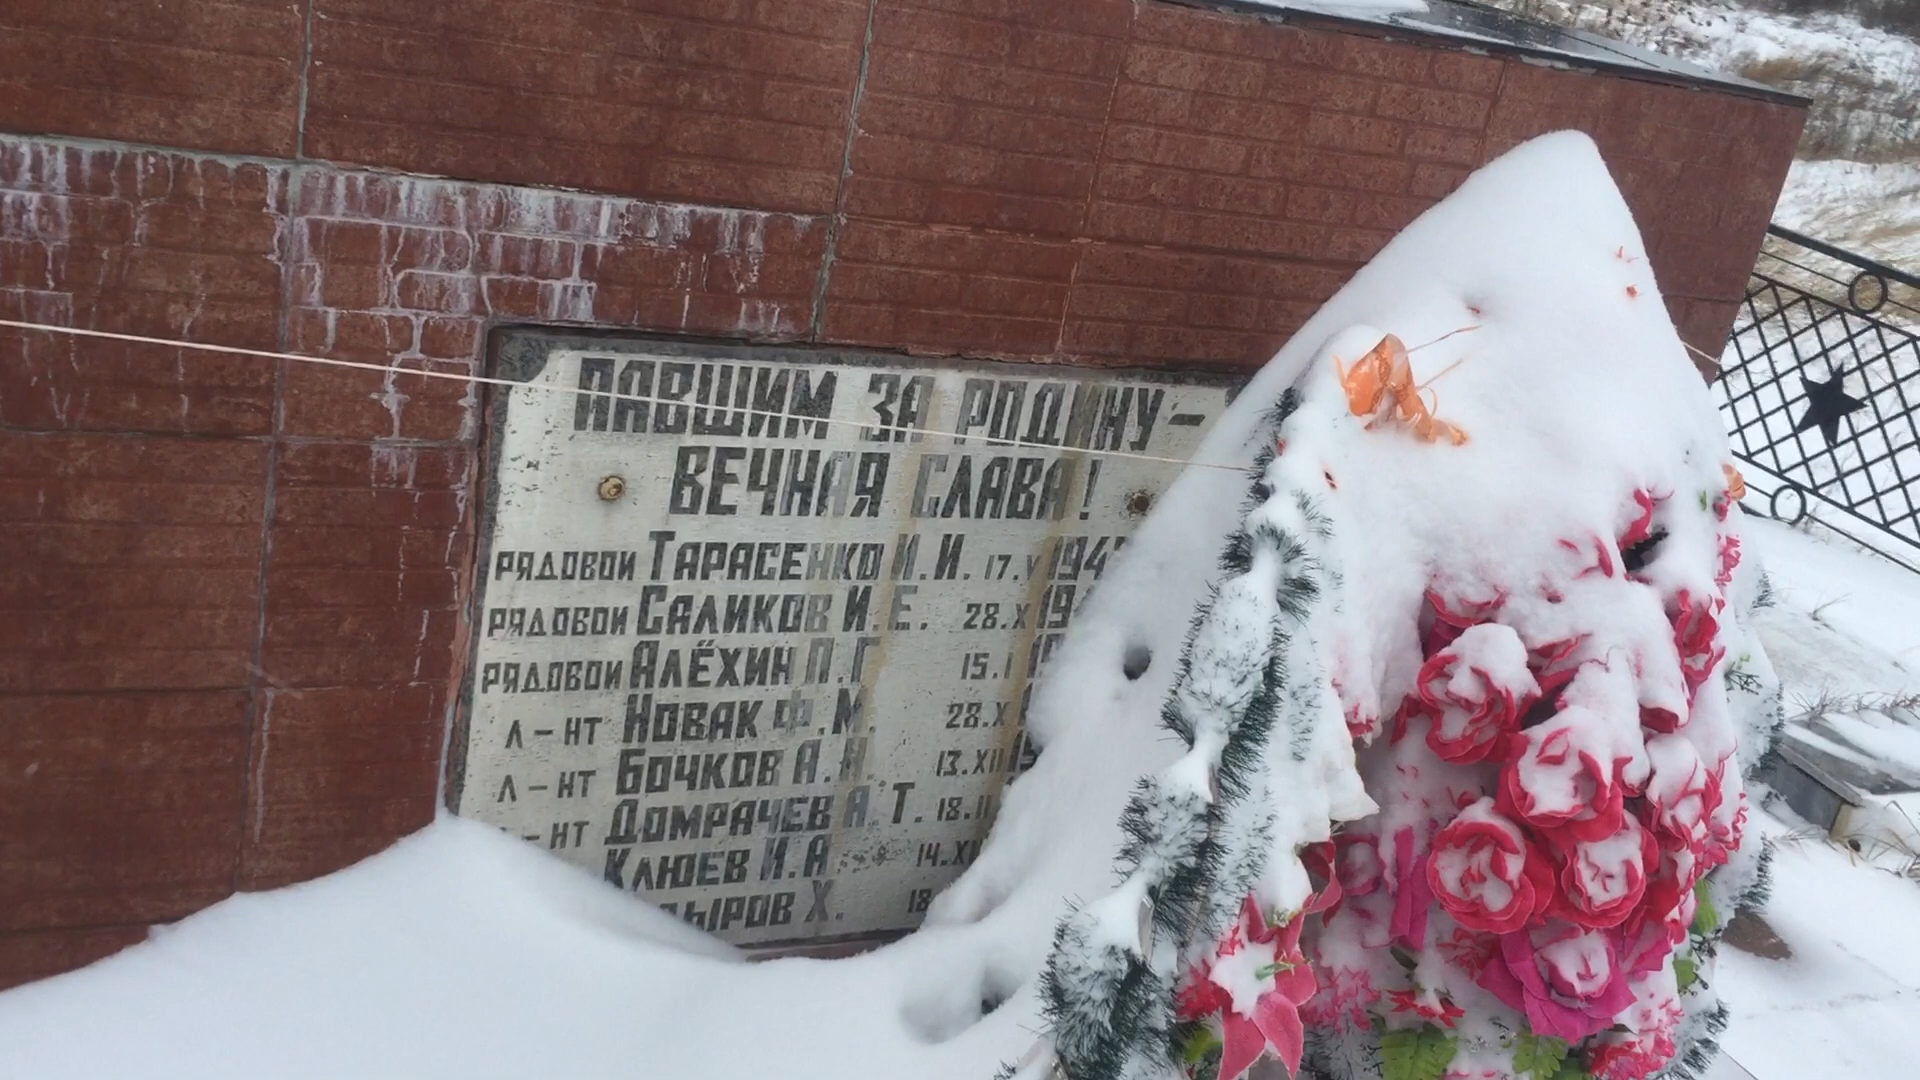 ПАВШИМ ЗА РОДИНУ –
ВЕЧНАЯ СЛАВА!
РЯДОВОЙ ТАРАСЕНКО И. И. 17.V
РЯДОВОЙ САЛИКОВ И. Е. 28.X
РЯДОВОЙ АЛЁХИН П. Г 15.I
Л-НТ НОВАК Ф. М. 28.X
Л-НТ БОЧКОВ А. Н. 13.XII
-НТ ДОМРАЧЕВ А. Т. 18.II
КЛЮЕВ И. А. 14.XII
Х. 18